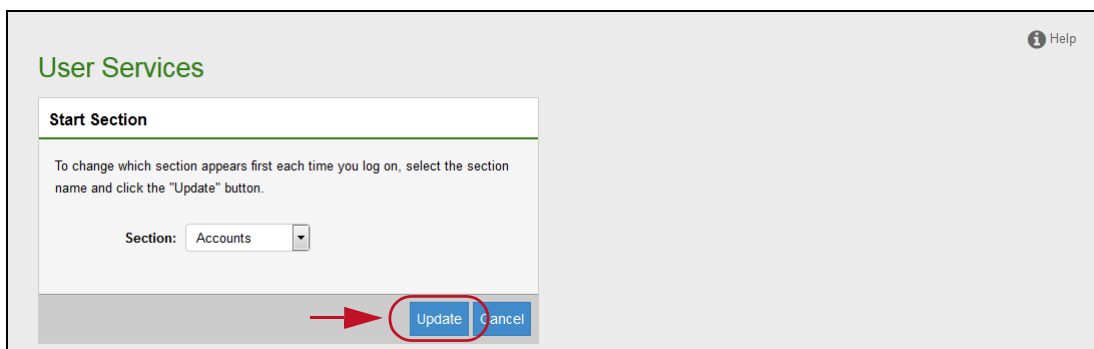 Help
User Services
Start Section
To change which section appears first each time you log on, select the section
name and click the "Update" button.
Section: Accounts
Update Cancel